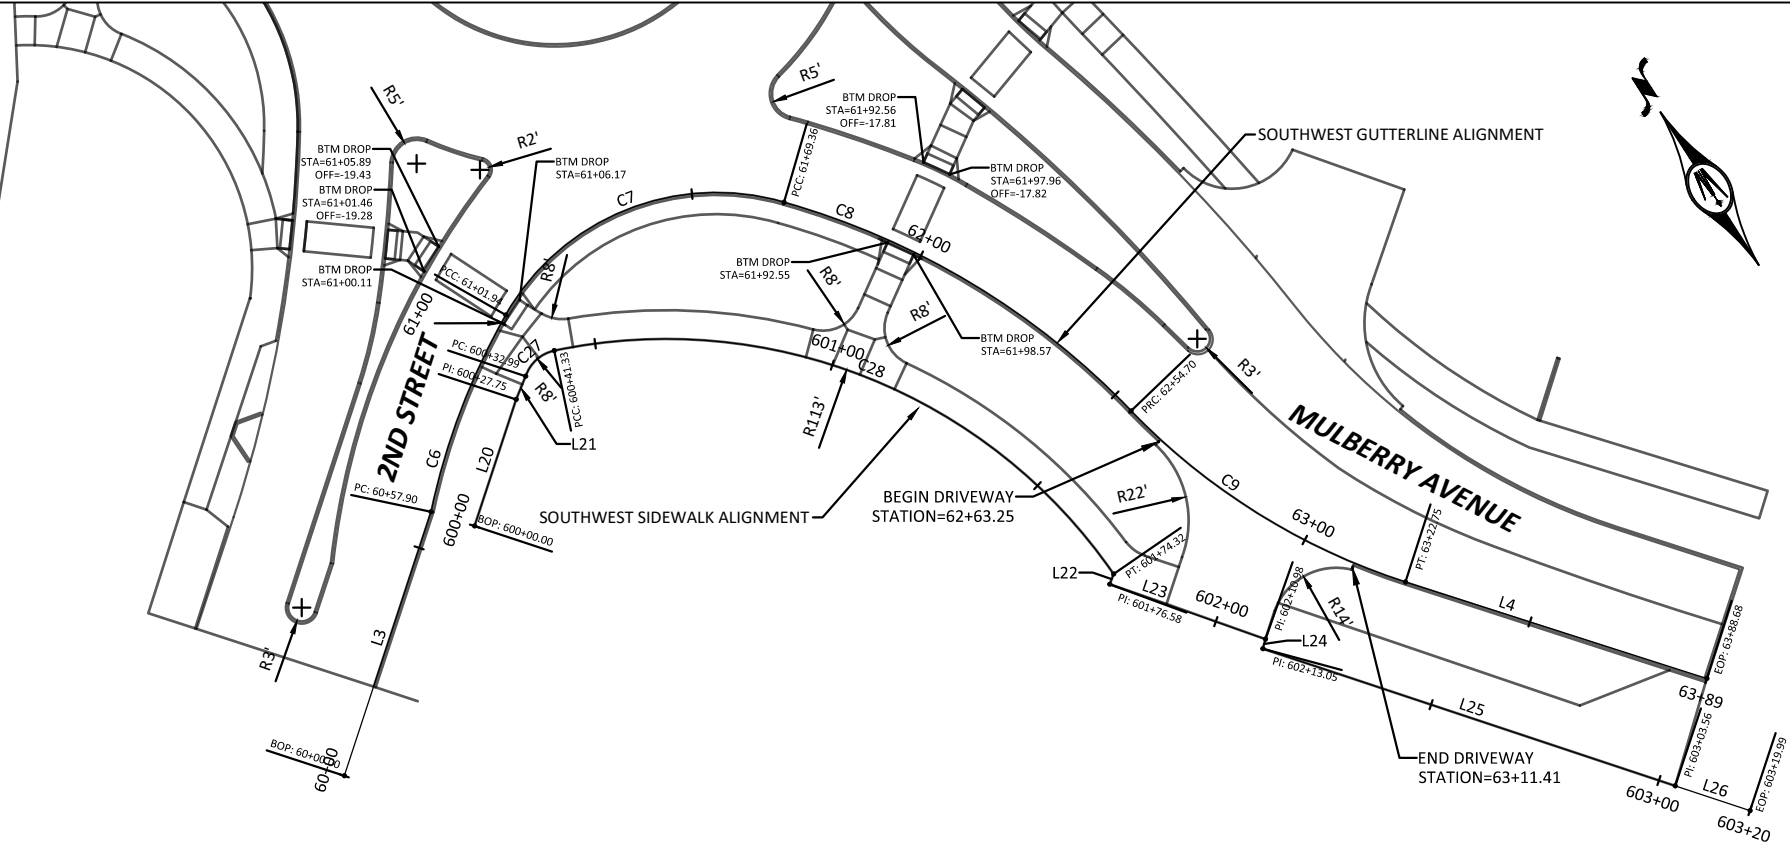 R5'
R2'
BTM DROP
STA=61+05.89
OFF=-19.43
BTM DROP
STA=61+01.46
OFF=-19.28
BTM DROP
STA=61+00.11
BTM DROP
STA=61+06.17
PCC: 61+01.94
61+00
2ND STREET
R8'
C7
PCC: 61+69.36
C8
R5'
BTM DROP
STA=61+92.56
OFF=-17.81
BTM DROP
STA=61+97.96
OFF=-17.82
62+00
BTM DROP
STA=61+92.55
R8'
R8'
BTM DROP
STA=61+98.57
SOUTHWEST GUTTERLINE ALIGNMENT
N
PC: 600+32.99
PI: 600+27.75
C27
R8'
PCC: 600+41.33
L21
L20
C6
PC: 60+57.90
600+00
BOP: 600+00.00
L3
R3'
BOP: 60+00.00
60+00
601+00
C28
R113'
SOUTHWEST SIDEWALK ALIGNMENT
BEGIN DRIVEWAY
STATION=62+63.25
PRC: 62+54.70
R3'
MULBERRY AVENUE
C9
R22'
PT: 601+74.32
L22
L23
PI: 601+76.58
602+00
PI: 602+10.98
R14'
L24
PI: 602+13.05
63+00
PT: 63+22.75
L4
EOP: 63+88.68
63+89
L25
END DRIVEWAY
STATION=63+11.41
PI: 603+03.56
603+00
L26
EOP: 603+19.99
603+20